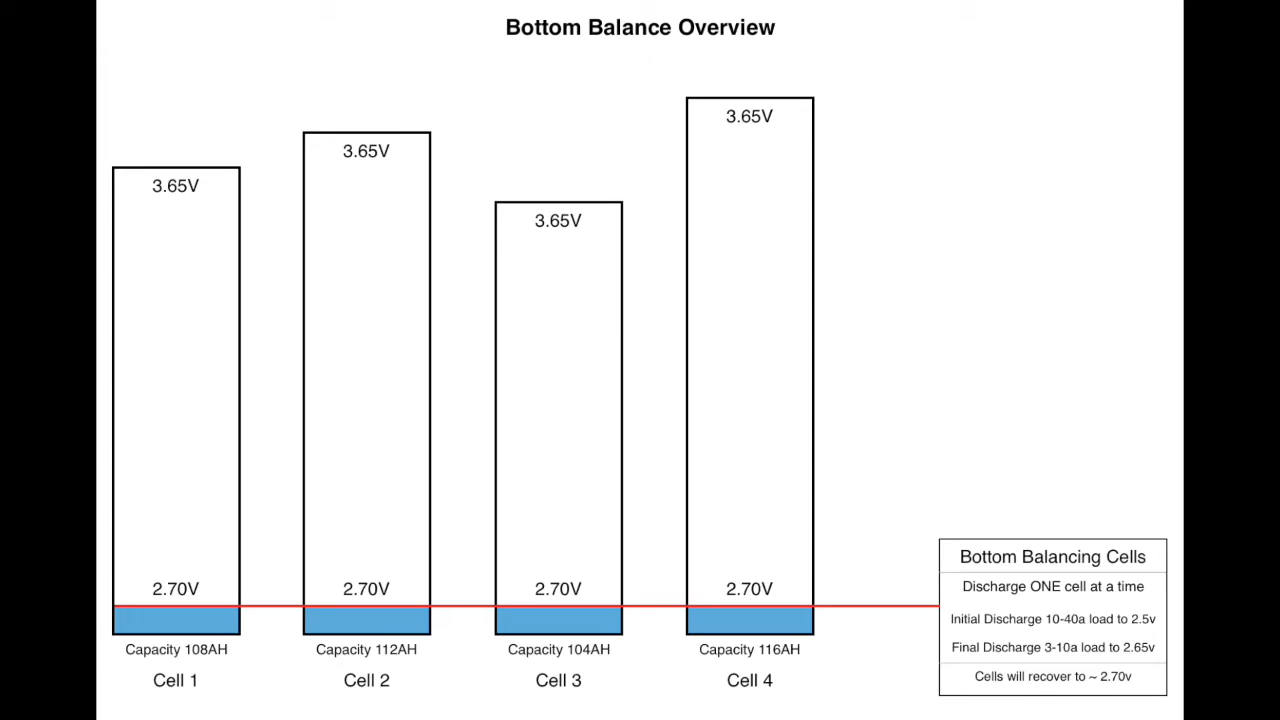 Bottom Balance Overview
3.65V
3.65V
3.65V
3.65V
2.70V
2.70V
2.70V
2.70V
Capacity 108AH
Capacity 112AH
Capacity 104AH
Capacity 116AH
Cell 1
Cell 2
Cell 3
Cell 4
Bottom Balancing Cells
Discharge ONE cell at a time
Initial Discharge 10-40a load to 2.5v
Final Discharge 3-10a load to 2.65v
Cells will recover to ~ 2.70v